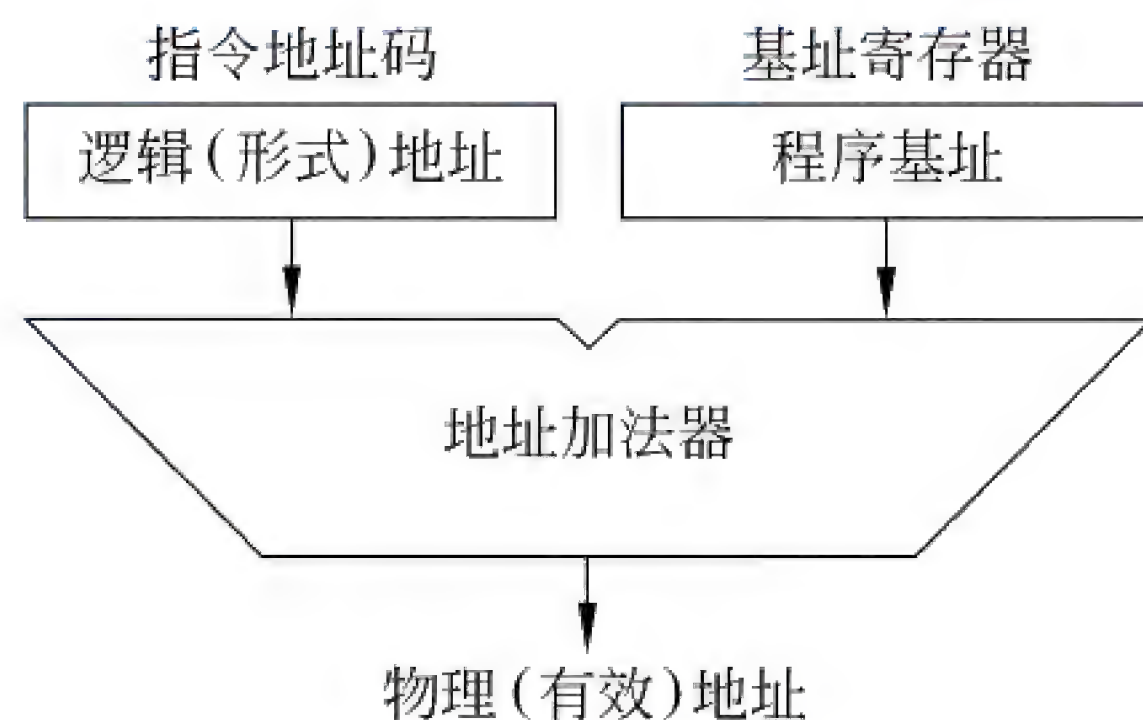 指令地址码
基址寄存器
逻辑(形式)地址
程序基址
地址加法器
物理(有效)地址